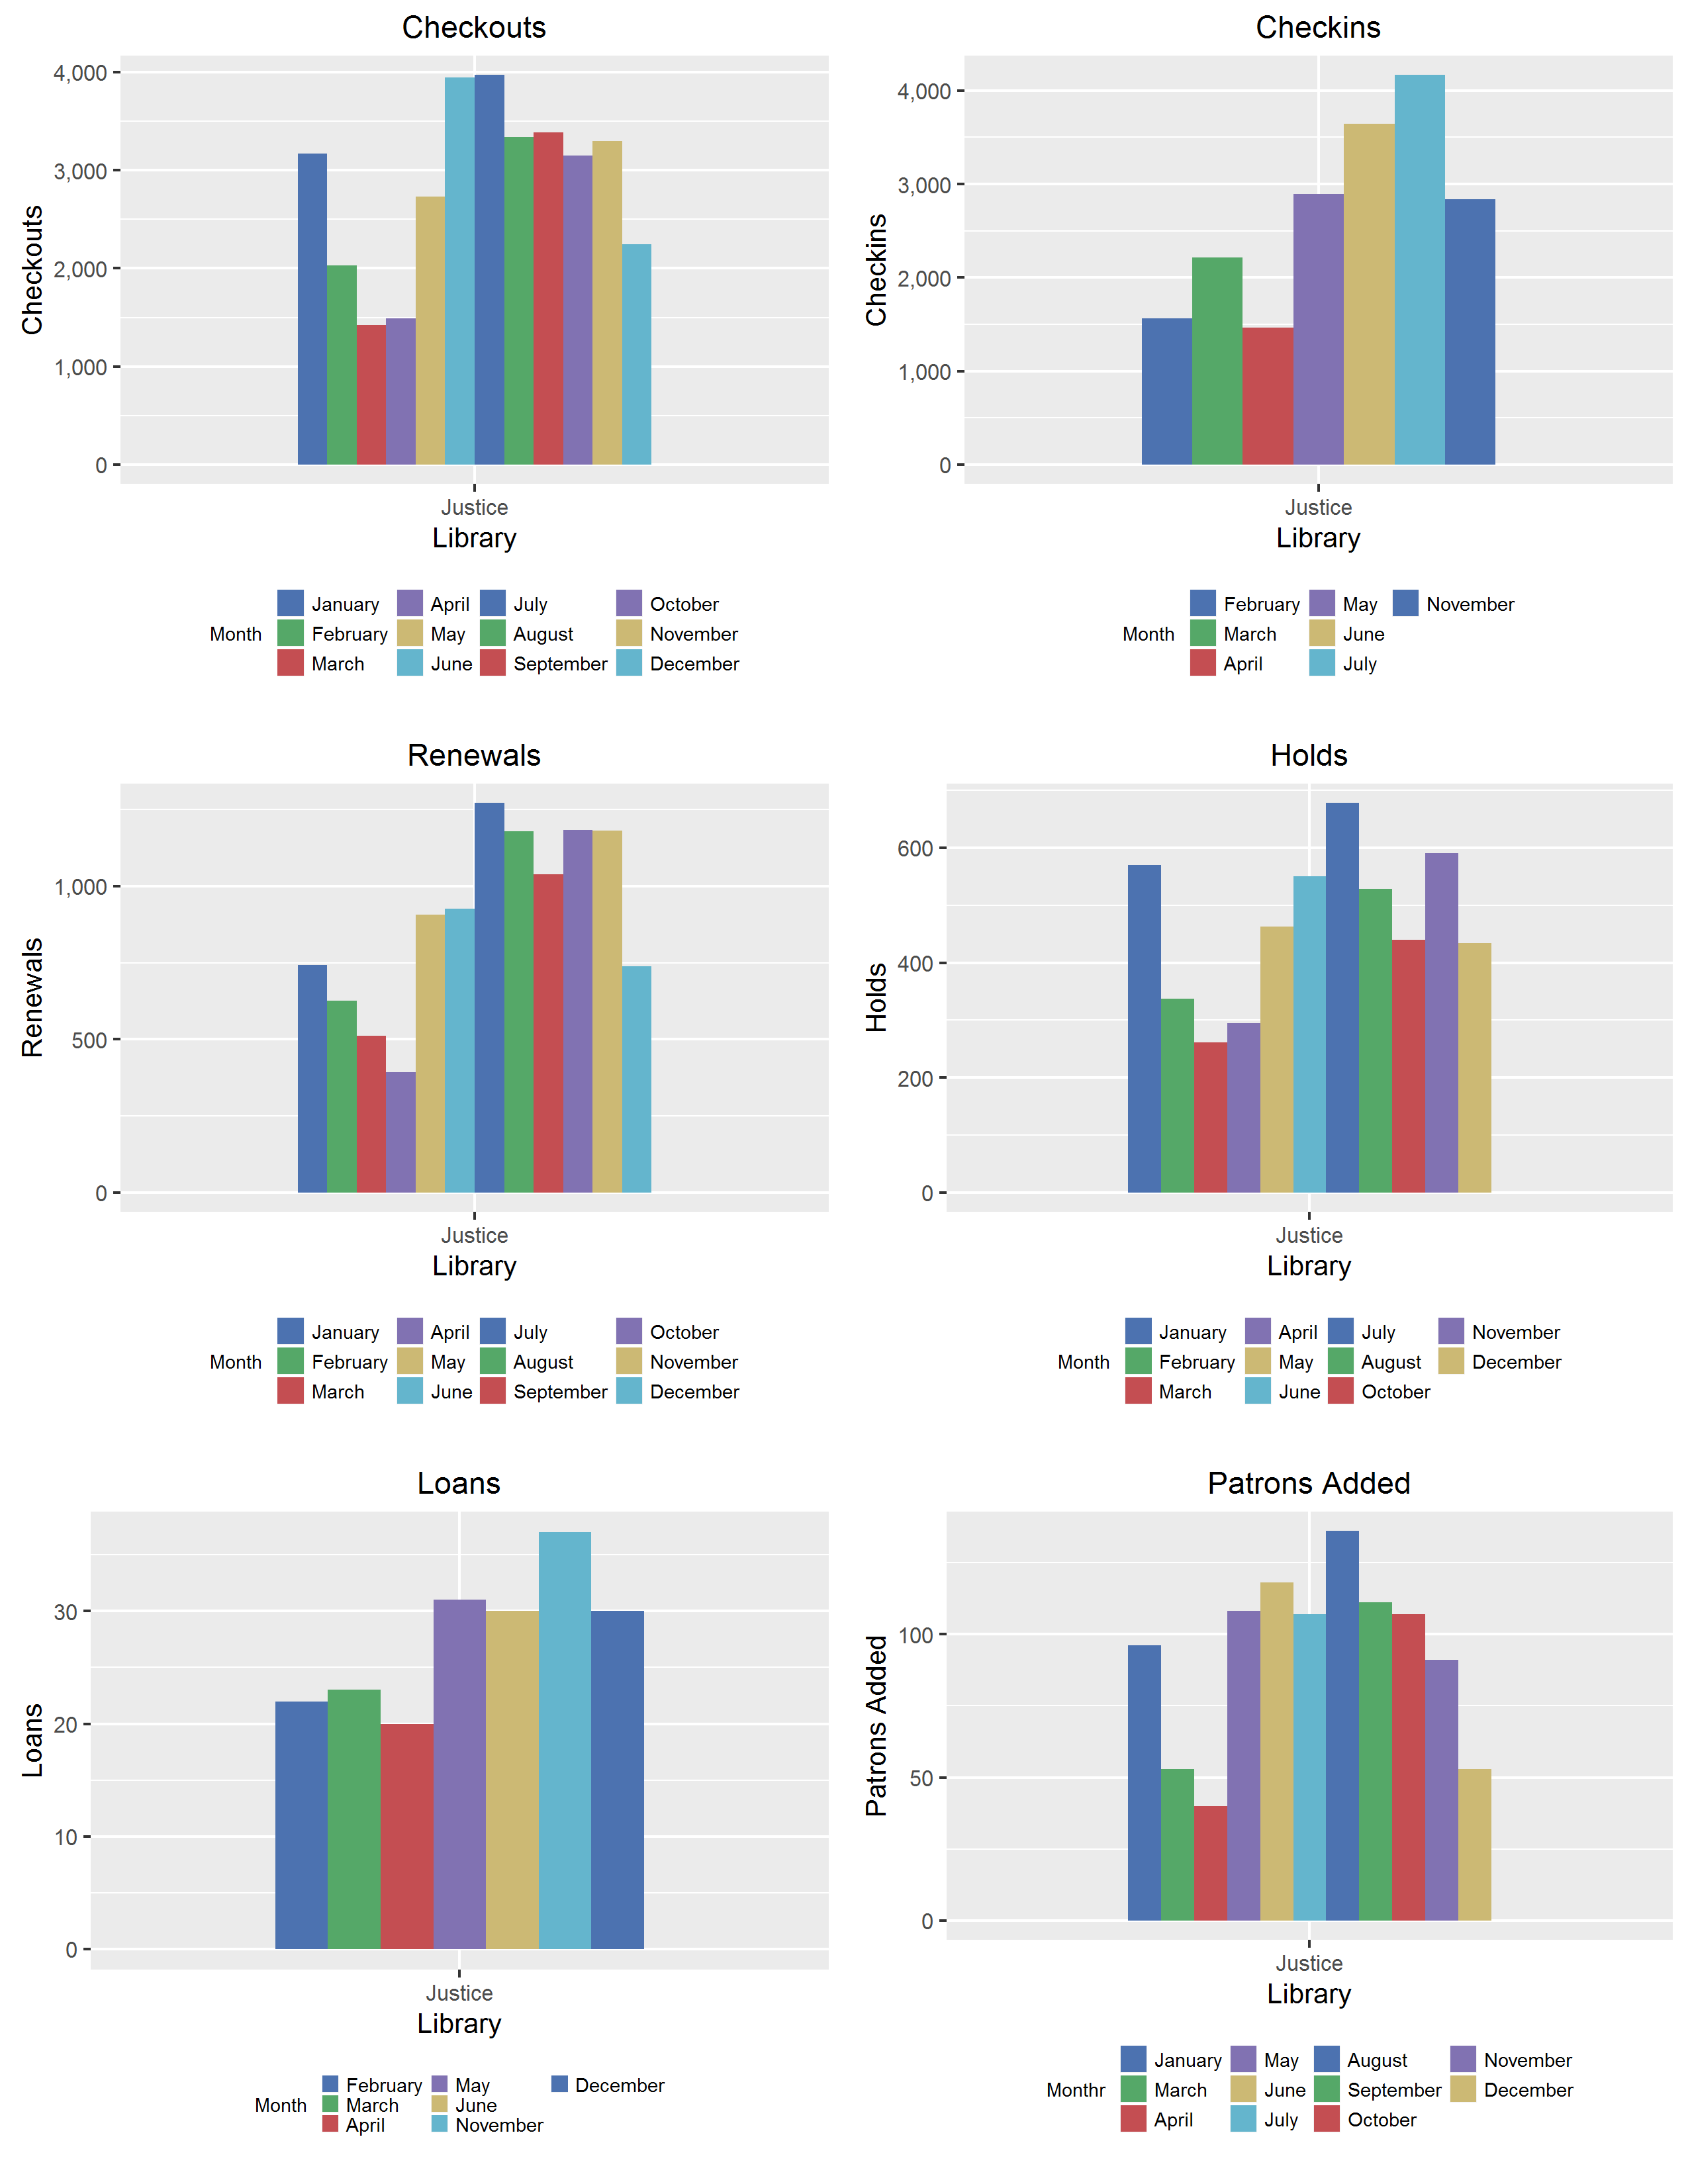 Checkouts
Checkouts
4,000
3,000
2,000
1,000
0
Justice
Library
Month
January April July October
February May August November
March June September December
Checkins
Checkins
4,000
3,000
2,000
1,000
0
Justice
Library
Month
February May November
March June
April July
Renewals
Renewals
1,000
500
0
Justice
Library
Month
January April July October
February May August November
March June September December
Holds
Holds
600
400
200
0
Justice
Library
Month
January April July November
February May August December
March June October
Loans
Loans
30
20
10
0
Justice
Library
Month
February May December
March June
April November
Patrons Added
Patrons Added
100
50
0
Justice
Library
Monthr
January May August November
March June September December
April July October